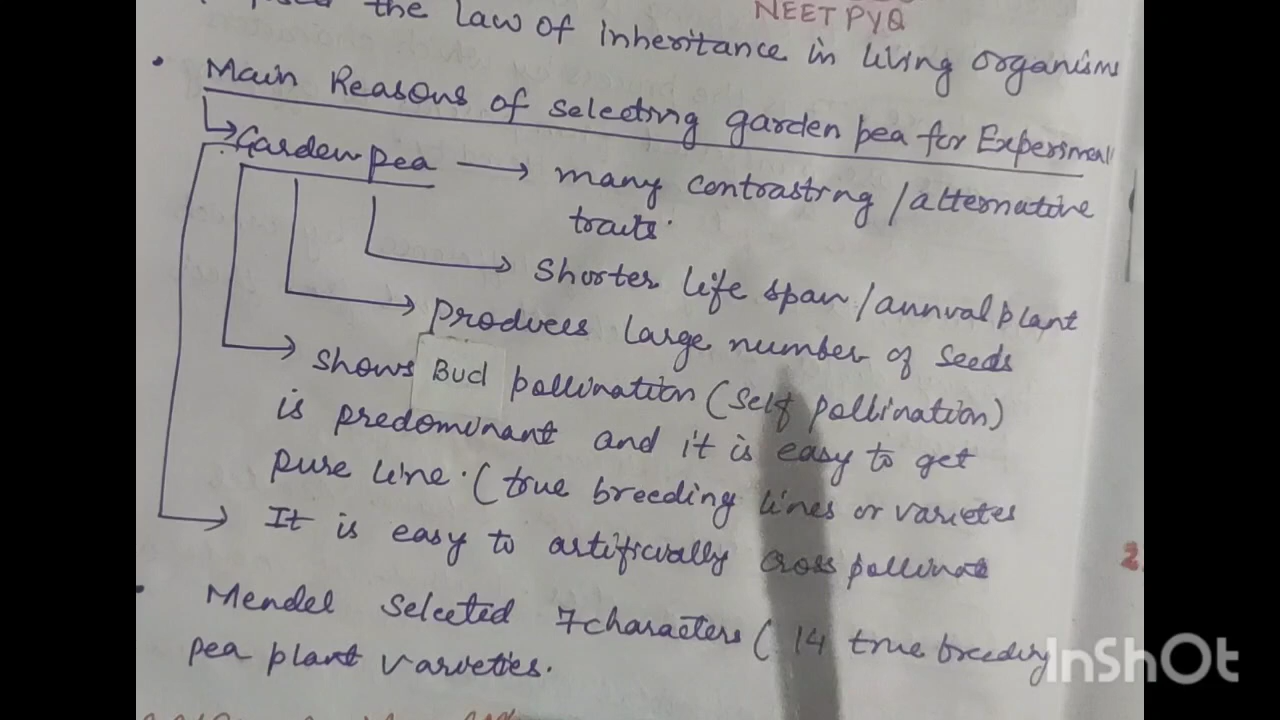 the law of inheritance in living organisms
NEET PYQ
• Main Reasons of selecting garden pea for Experiment
Garden pea → many contrasting / alternative
traits.
→ Shorter life span / annual plant
→ Produces large number of seeds
→ shows Bud pollination (Self pollination)
is predominant and it is easy to get
pure line. (true breeding lines or varietes
→ It is easy to artificially cross pollinate
• Mendel selected 7 characters ( 14 true breeding
pea plant varieties.
2
InShOt